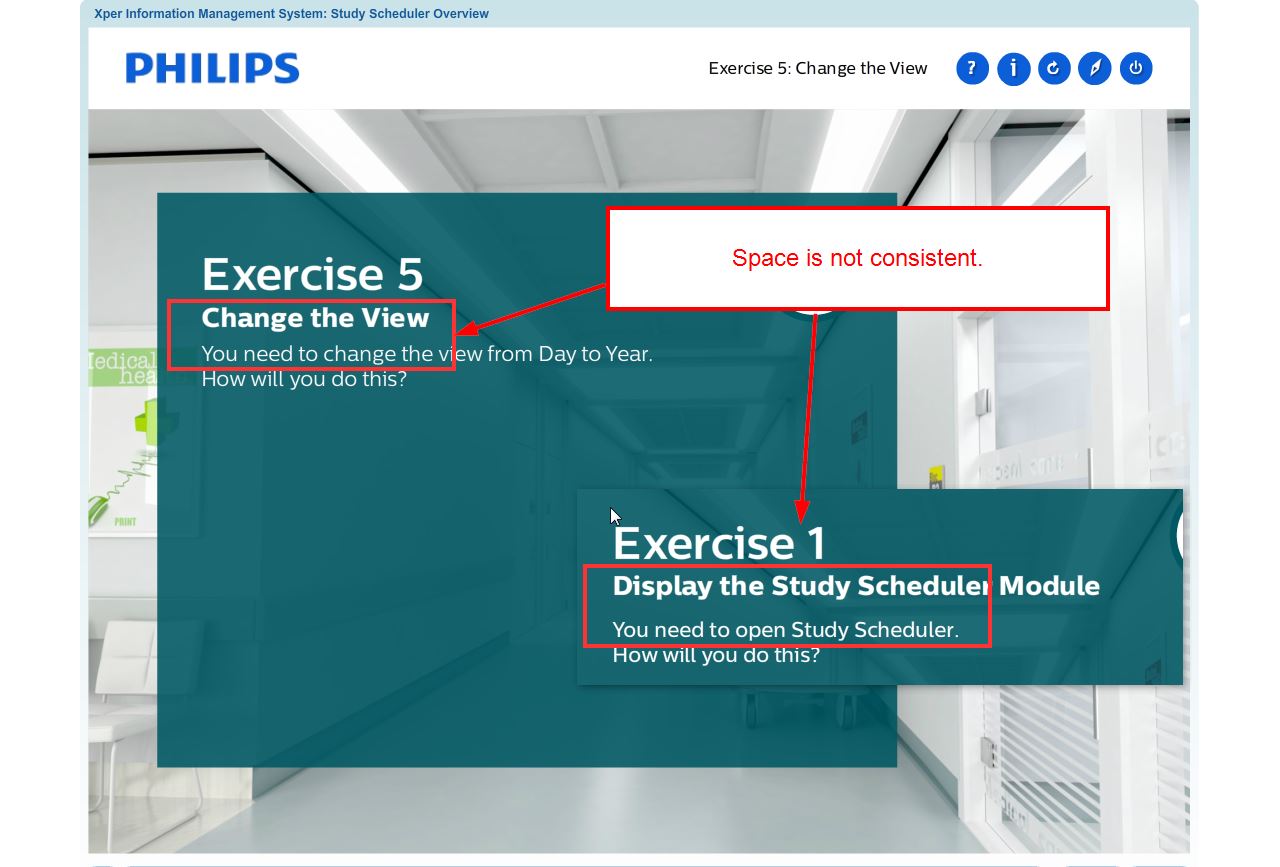 Xper Information Management System: Study Scheduler Overview
PHILIPS
Exercise 5: Change the View
?
i
Exercise 5
Change the View
You need to change the view from Day to Year.
How will you do this?
Space is not consistent.
Medical
PRINT
Exercise 1
Display the Study Scheduler Module
You need to open Study Scheduler.
How will you do this?